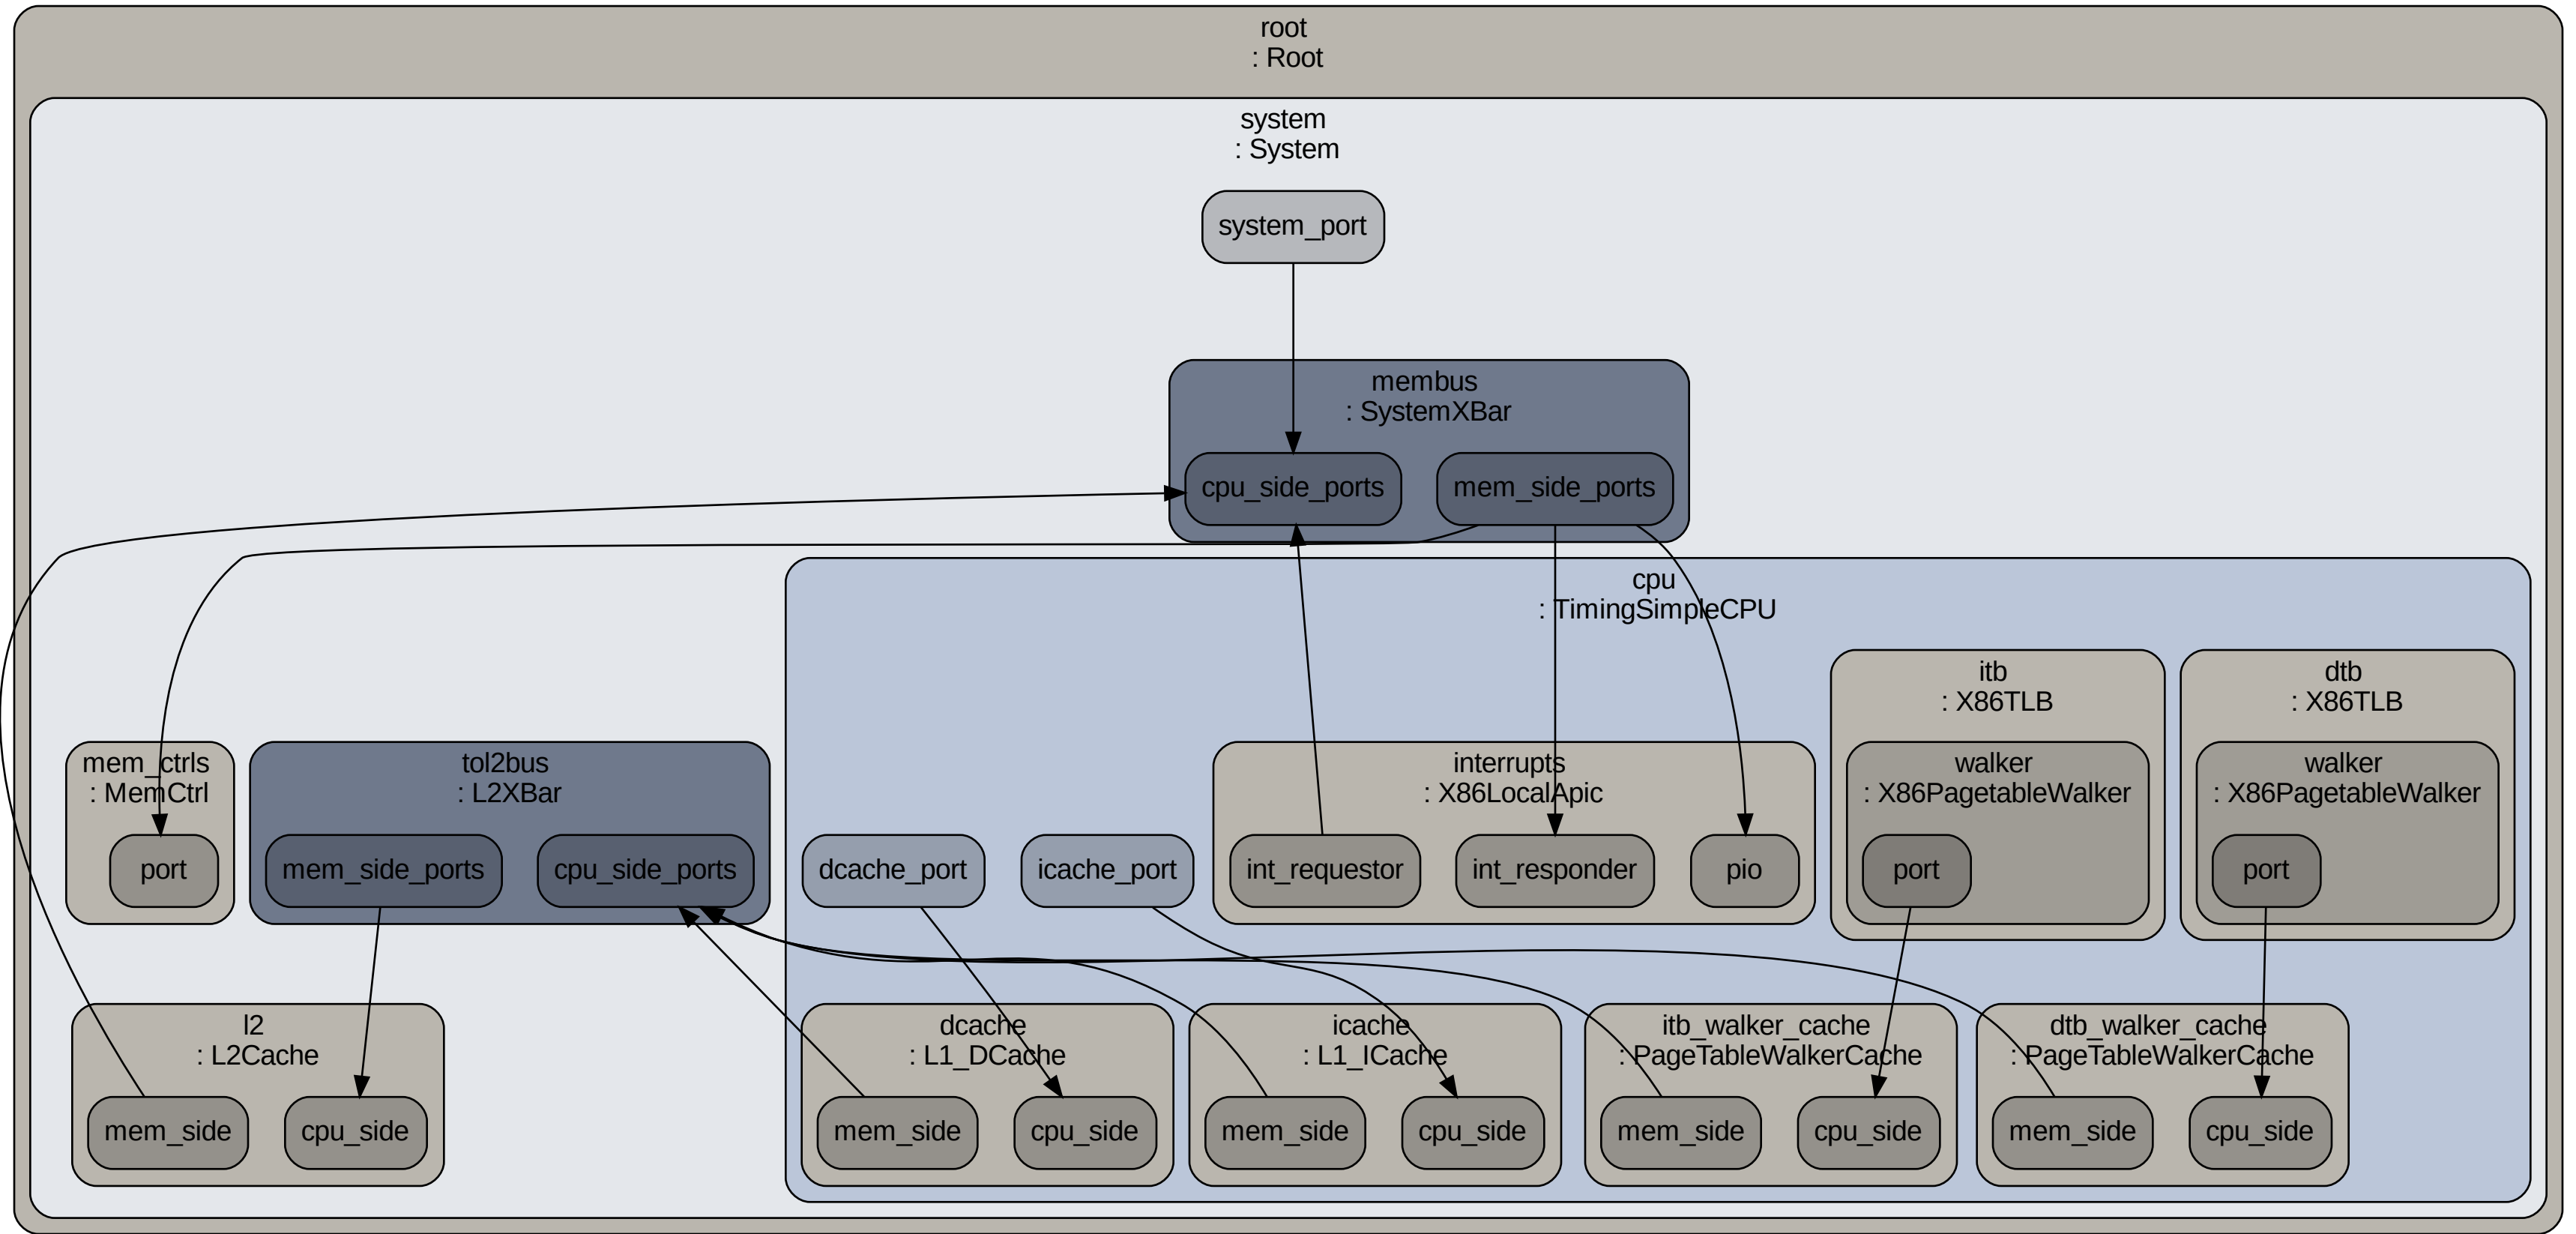 root
: Root
system
: System
system_port
membus
: SystemXBar
cpu_side_ports
mem_side_ports
cpu
: TimingSimpleCPU
itb
: X86TLB
dtb
: X86TLB
mem_ctrls
: MemCtrl
port
tol2bus
: L2XBar
mem_side_ports
cpu_side_ports
dcache_port
icache_port
interrupts
: X86LocalApic
int_requestor
int_responder
pio
walker
: X86PagetableWalker
port
walker
: X86PagetableWalker
port
l2
: L2Cache
mem_side
cpu_side
dcache
: L1_DCache
mem_side
cpu_side
icache
: L1_ICache
mem_side
cpu_side
itb_walker_cache
: PageTableWalkerCache
mem_side
cpu_side
dtb_walker_cache
: PageTableWalkerCache
mem_side
cpu_side